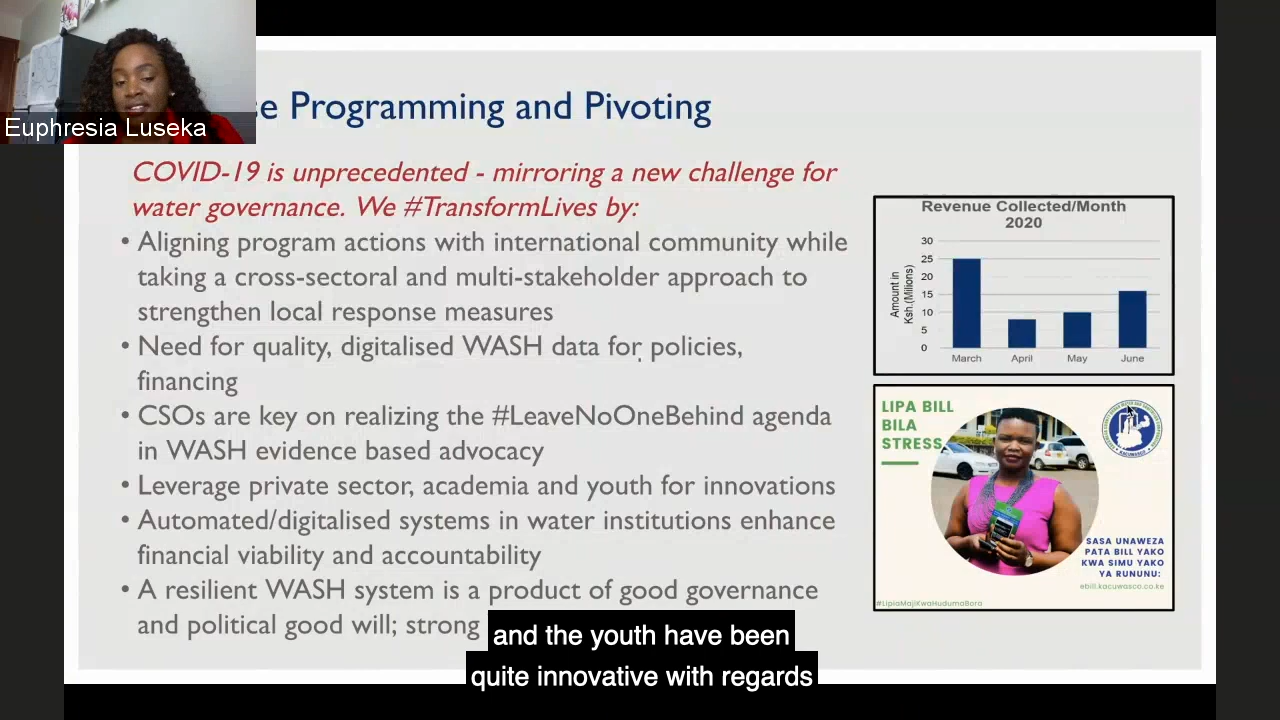 Euphresia Luseka
se Programming and Pivoting
COVID-19 is unprecedented - mirroring a new challenge for
water governance. We #TransformLives by:
• Aligning program actions with international community while
taking a cross-sectoral and multi-stakeholder approach to
strengthen local response measures
• Need for quality, digitalised WASH data for policies,
financing
• CSOs are key on realizing the #LeaveNoOneBehind agenda
in WASH evidence based advocacy
• Leverage private sector, academia and youth for innovations
• Automated/digitalised systems in water institutions enhance
financial viability and accountability
• A resilient WASH system is a product of good governance
and political good will; strong
Revenue Collected/Month
2020
Amount in
Ksh.(Milions)
30
25
20
15
10
5
0
March April May June
LIPA BILL
BILA
STRESS
KACUWASCO
SASA UNAWEZA
PATA BILL YAKO
KWA SIMU YAKO
YA RUNUNU:
ebill.kacuwasco.co.ke
#LipiaMajiKwaHudumaBora
and the youth have been
quite innovative with regards